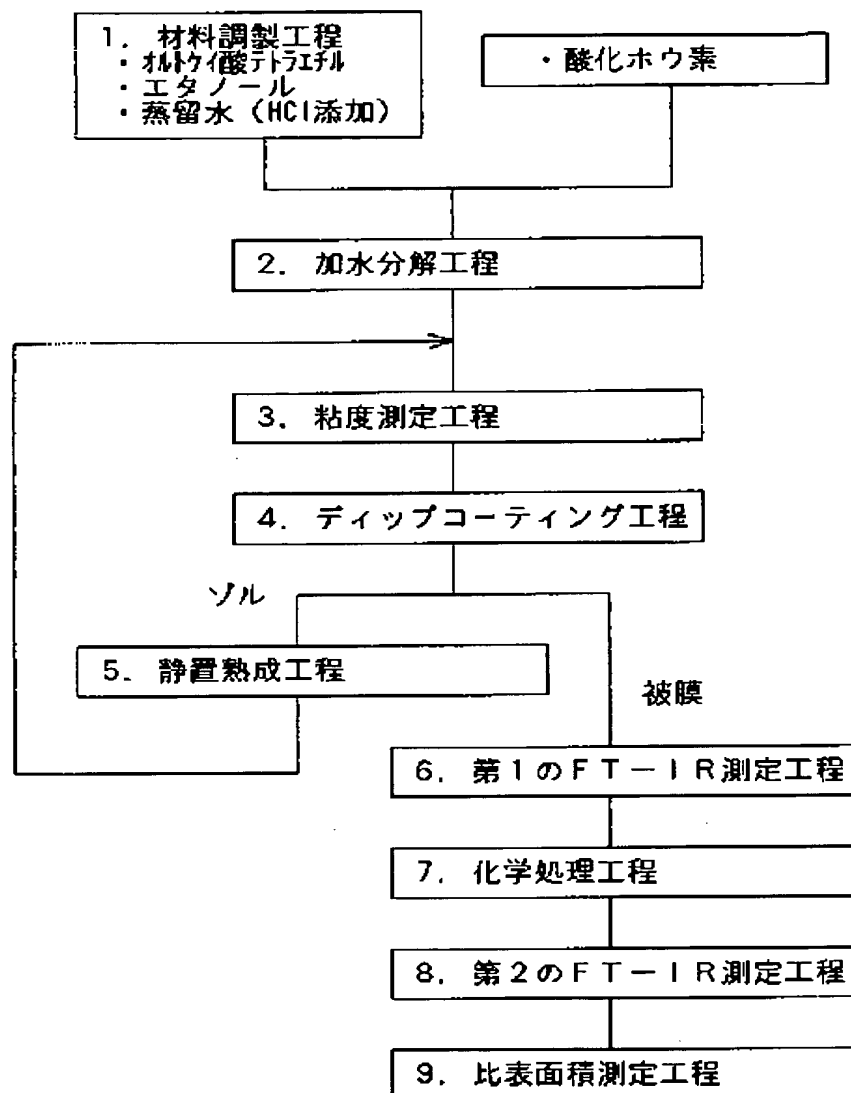 1. 材料調製工程
・オルトケイ酸テトラエチル
・エタノール
・蒸留水（HCl添加）
・酸化ホウ素
2. 加水分解工程
3. 粘度測定工程
4. ディップコーティング工程
ゾル
5. 静置熟成工程
被膜
6. 第1のFT－IR測定工程
7. 化学処理工程
8. 第2のFT－IR測定工程
9. 比表面積測定工程